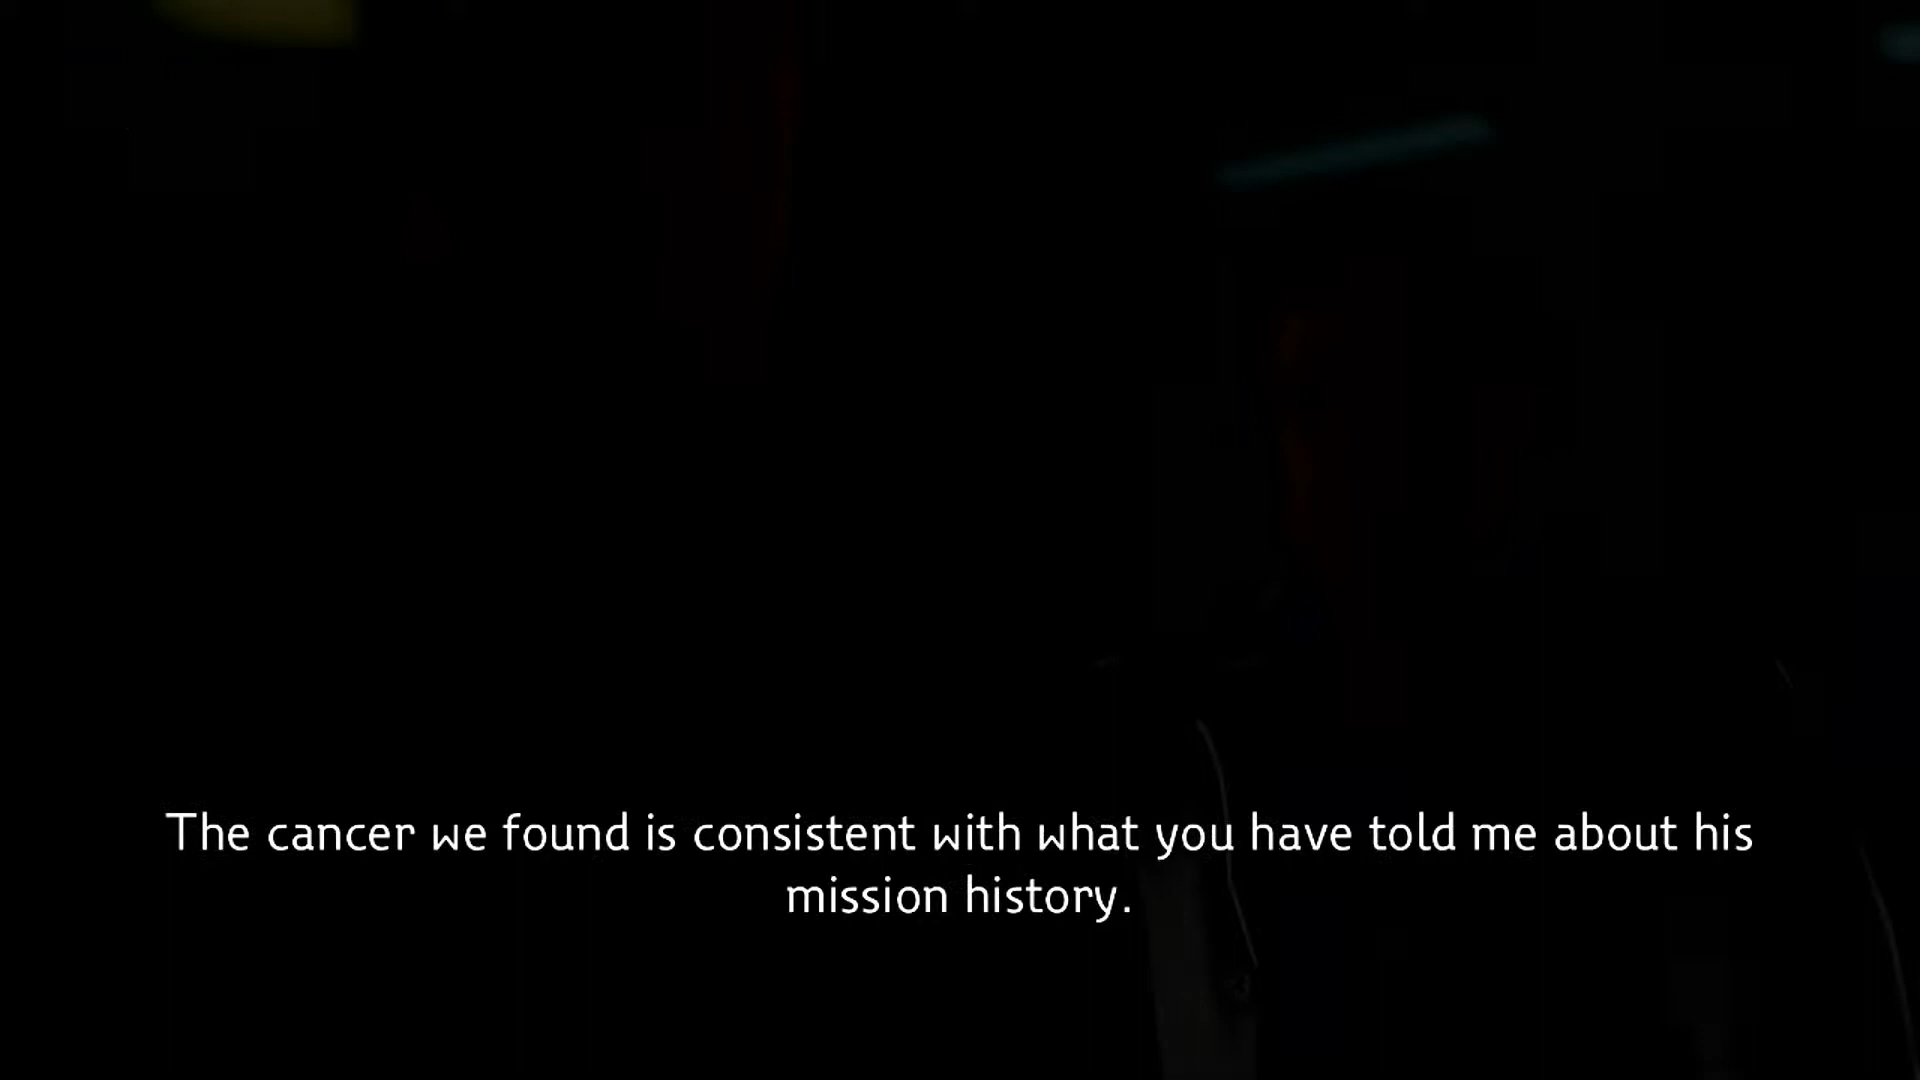 The cancer we found is consistent with what you have told me about his
mission history.